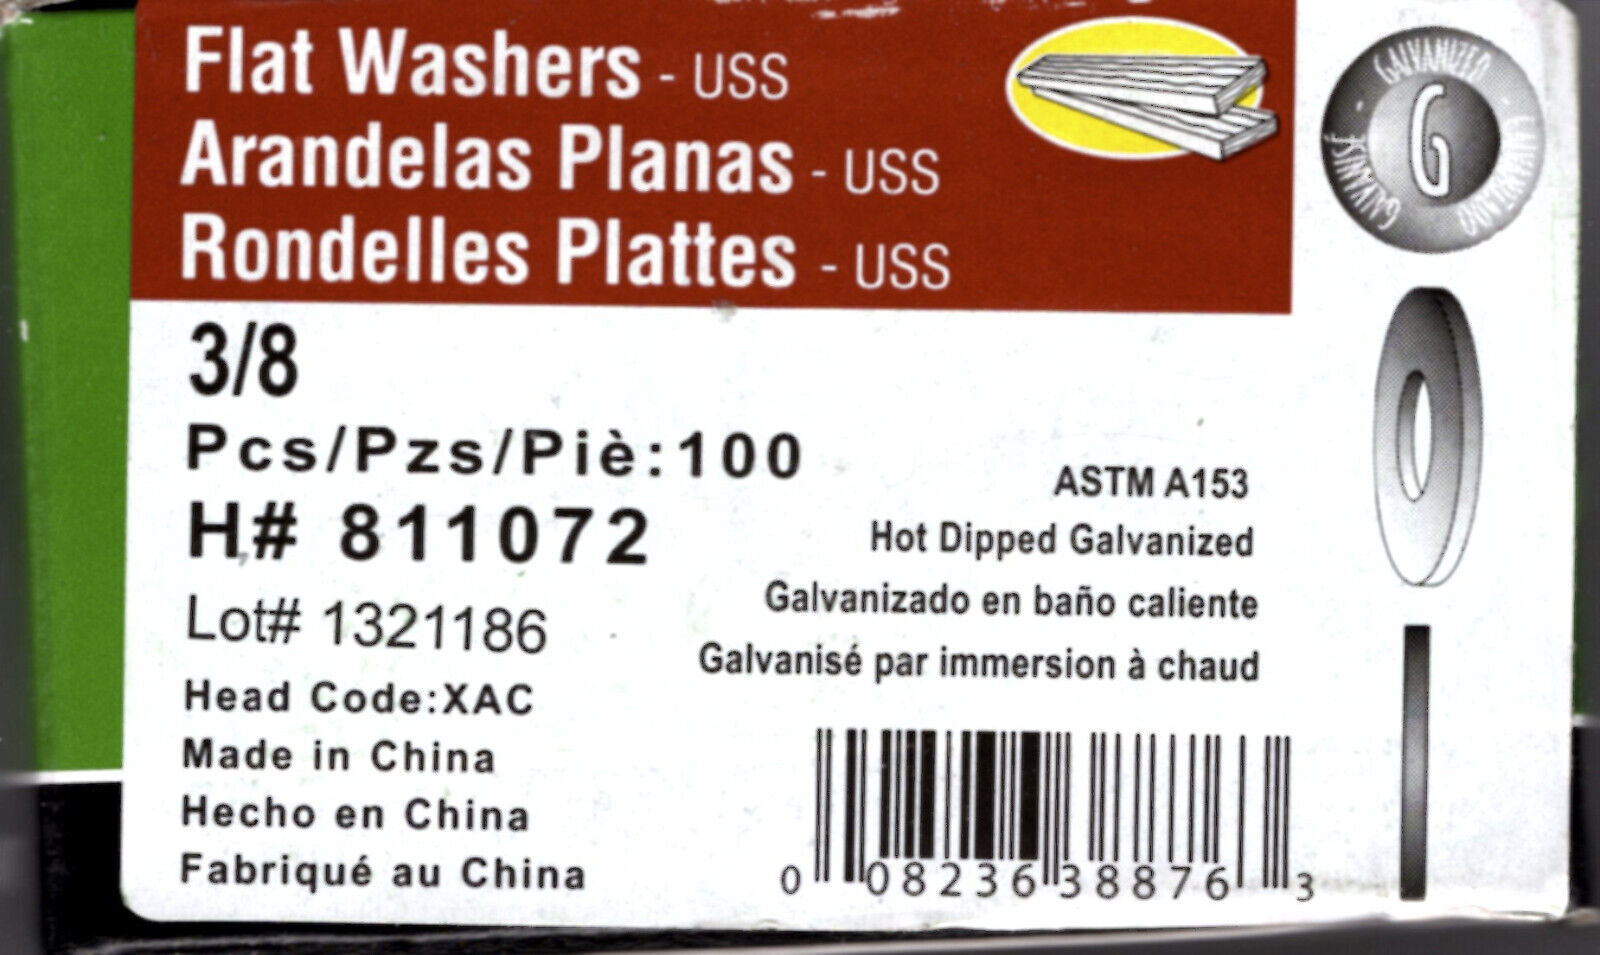 Flat Washers - USS
Arandelas Planas - USS
Rondelles Plattes - USS
GALVANIZED
GALVANIZADO
GALVANISÉ
G
3/8
Pcs/Pzs/Piè:100
H# 811072
Lot# 1321186
Head Code:XAC
Made in China
Hecho en China
Fabriqué au China
ASTM A153
Hot Dipped Galvanized
Galvanizado en baño caliente
Galvanisé par immersion à chaud
0 08236 38876 3